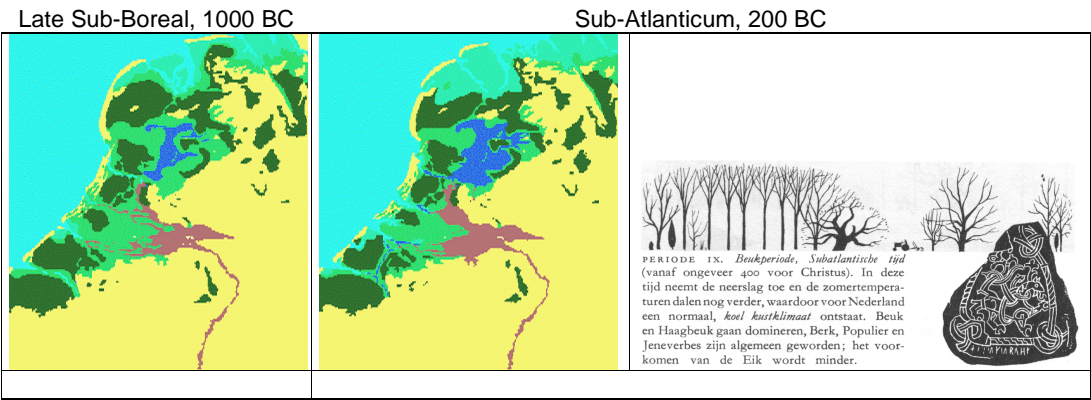 Late Sub-Boreal, 1000 BC
Sub-Atlanticum, 200 BC
PERIODE IX. Beukperiode, Subatlantische tijd
(vanaf ongeveer 400 voor Christus). In deze
tijd neemt de neerslag toe en de zomertempera-
turen dalen nog verder, waardoor voor Nederland
een normaal, koel kustklimaat ontstaat. Beuk
en Haagbeuk gaan domineren, Berk, Populier en
Jeneverbes zijn algemeen geworden; het voor-
komen van de Eik wordt minder.